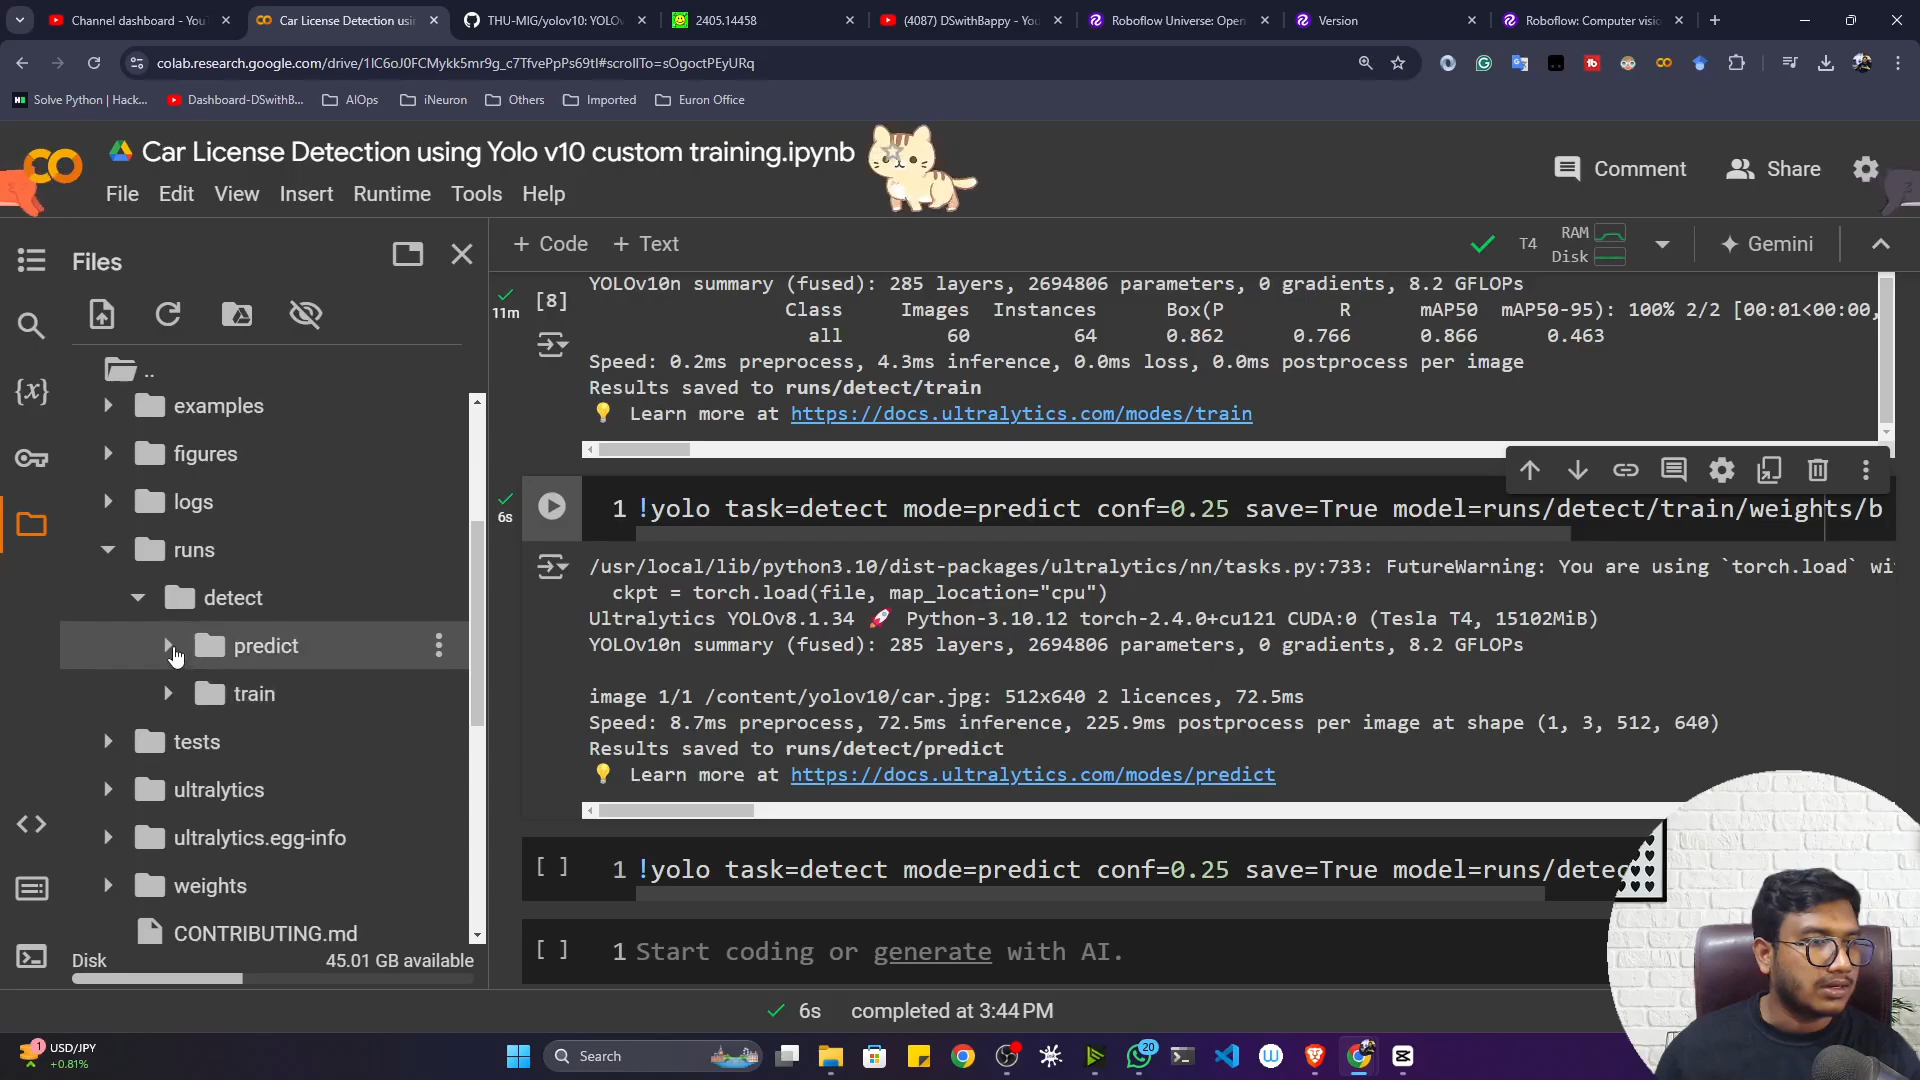 Channel dashboard - You
Car License Detection usin
THU-MIG/yolov10: YOLOv
2405.14458
(4087) DSwithBappy - You
Roboflow Universe: Open
Version
Roboflow: Computer visi
colab.research.google.com/drive/1lC6oJ0FCMykk5mr9g_c7TfvePpPs69tI#scrollTo=sOgoctPEyURq
Solve Python | Hack...
Dashboard-DSwithB...
AIOps
iNeuron
Others
Imported
Euron Office
Car License Detection using Yolo v10 custom training.ipynb
File Edit View Insert Runtime Tools Help
Comment
Share
Files
+ Code + Text
T4
RAM
Disk
Gemini
..
examples
figures
logs
runs
detect
predict
train
tests
ultralytics
ultralytics.egg-info
weights
CONTRIBUTING.md
Disk 45.01 GB available
[8]
11m
YOLOv10n summary (fused): 285 layers, 2694806 parameters, 0 gradients, 8.2 GFLOPs
Class Images Instances Box(P R mAP50 mAP50-95): 100% 2/2 [00:01<00:00,
all 60 64 0.862 0.766 0.866 0.463
Speed: 0.2ms preprocess, 4.3ms inference, 0.0ms loss, 0.0ms postprocess per image
Results saved to runs/detect/train
💡 Learn more at https://docs.ultralytics.com/modes/train
6s
1 !yolo task=detect mode=predict conf=0.25 save=True model=runs/detect/train/weights/b
/usr/local/lib/python3.10/dist-packages/ultralytics/nn/tasks.py:733: FutureWarning: You are using `torch.load` wi
ckpt = torch.load(file, map_location="cpu")
Ultralytics YOLOv8.1.34 🚀 Python-3.10.12 torch-2.4.0+cu121 CUDA:0 (Tesla T4, 15102MiB)
YOLOv10n summary (fused): 285 layers, 2694806 parameters, 0 gradients, 8.2 GFLOPs
image 1/1 /content/yolov10/car.jpg: 512x640 2 licences, 72.5ms
Speed: 8.7ms preprocess, 72.5ms inference, 225.9ms postprocess per image at shape (1, 3, 512, 640)
Results saved to runs/detect/predict
💡 Learn more at https://docs.ultralytics.com/modes/predict
[ ] 1 !yolo task=detect mode=predict conf=0.25 save=True model=runs/detec
[ ] 1 Start coding or generate with AI.
6s completed at 3:44 PM
1
USD/JPY
+0.81%
Search
20